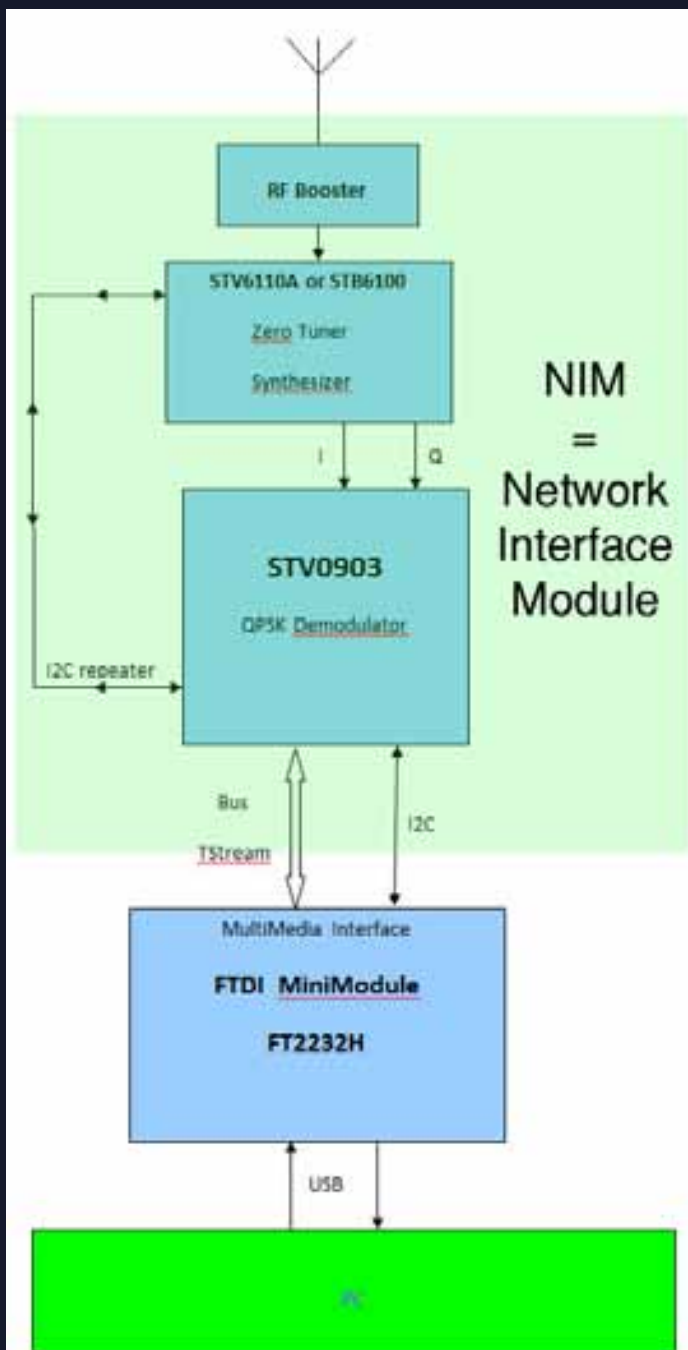 RF Booster
STV6110A or STB6100
Zero Tuner
Synthesizer
I
Q
NIM
=
Network
Interface
Module
STV0903
QPSK Demodulator
I2C repeater
Bus
TStream
I2C
MultiMedia Interface
FTDI MiniModule
FT2232H
USB
PC